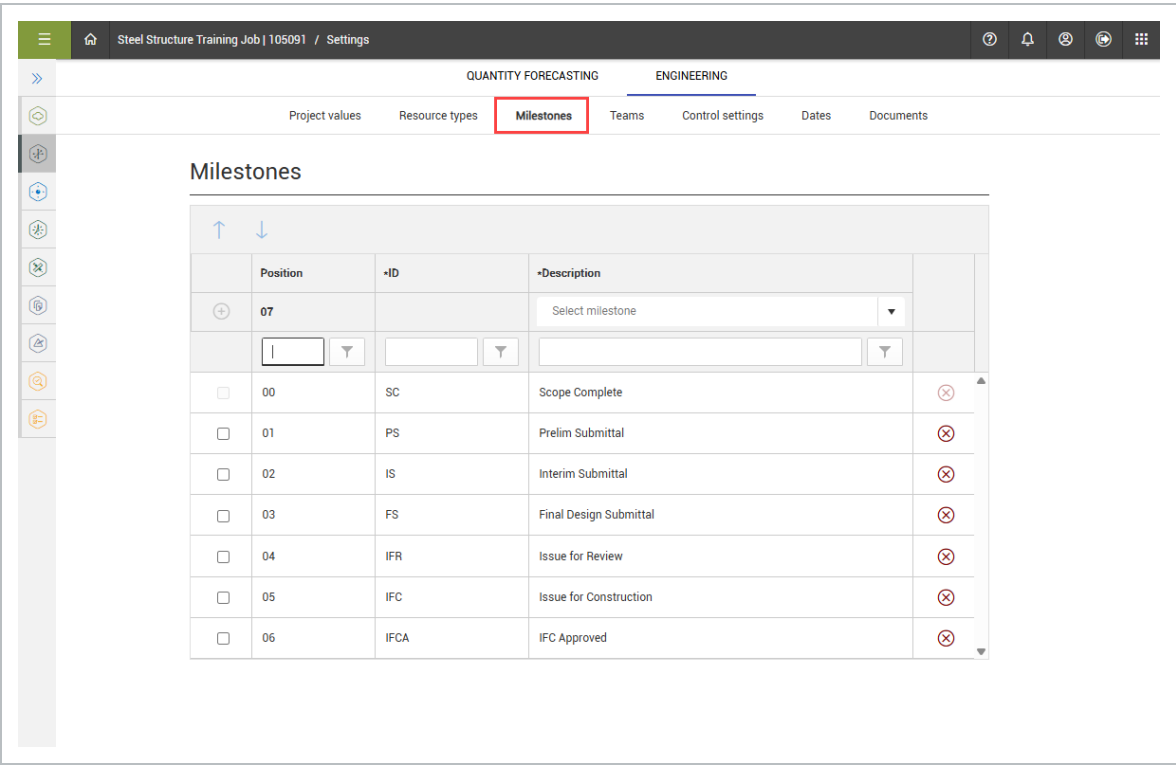 Steel Structure Training Job | 105091 / Settings
QUANTITY FORECASTING ENGINEERING
Project values Resource types Milestones Teams Control settings Dates Documents
Milestones
Position *ID *Description
07 Select milestone
00 SC Scope Complete
01 PS Prelim Submittal
02 IS Interim Submittal
03 FS Final Design Submittal
04 IFR Issue for Review
05 IFC Issue for Construction
06 IFCA IFC Approved